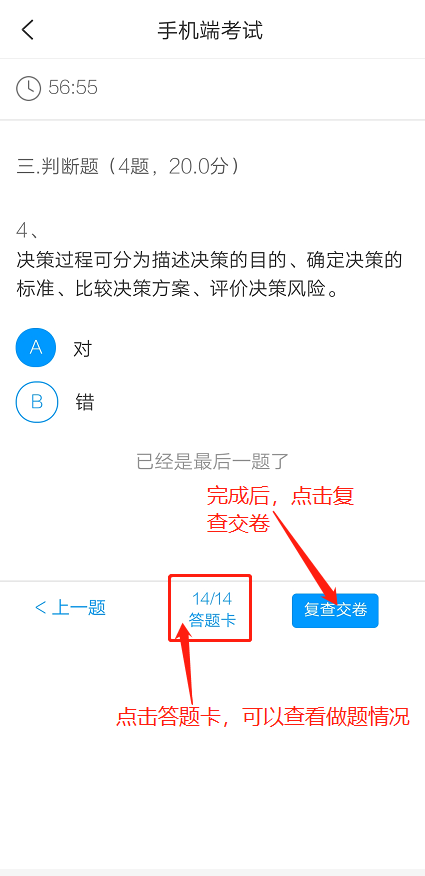 手机端考试
56:55
三.判断题（4题，20.0分）
4、
决策过程可分为描述决策的目的、确定决策的
标准、比较决策方案、评价决策风险。
A 对
B 错
已经是最后一题了
完成后，点击复
查交卷
< 上一题
14/14
答题卡
复查交卷
点击答题卡，可以查看做题情况